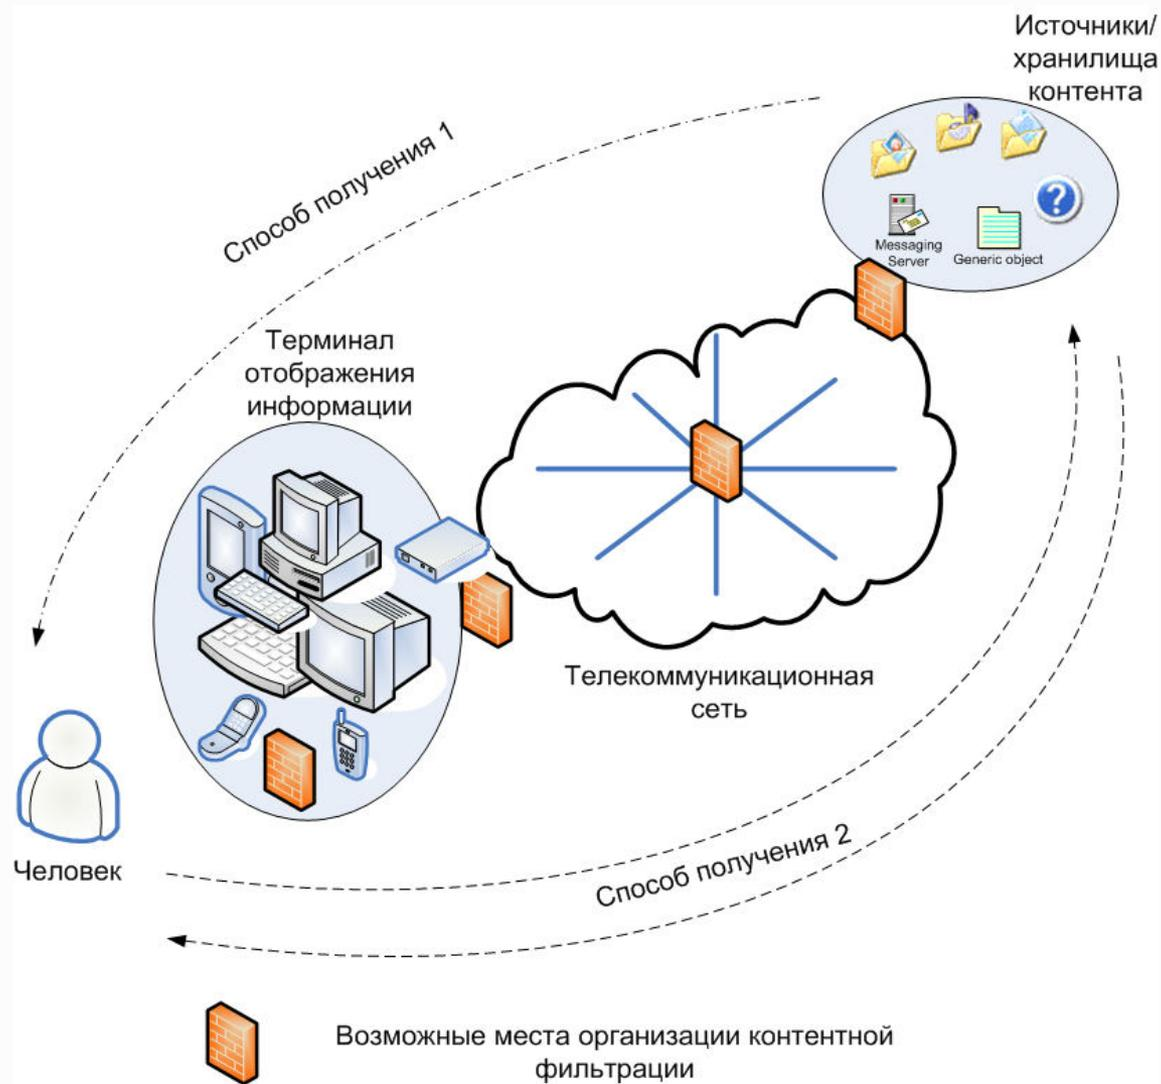 Источники/
хранилища
контента
Способ получения 1
Messaging
Server
Generic object
Терминал
отображения
информации
Телекоммуникационная
сеть
Человек
Способ получения 2
Возможные места организации контентной
фильтрации